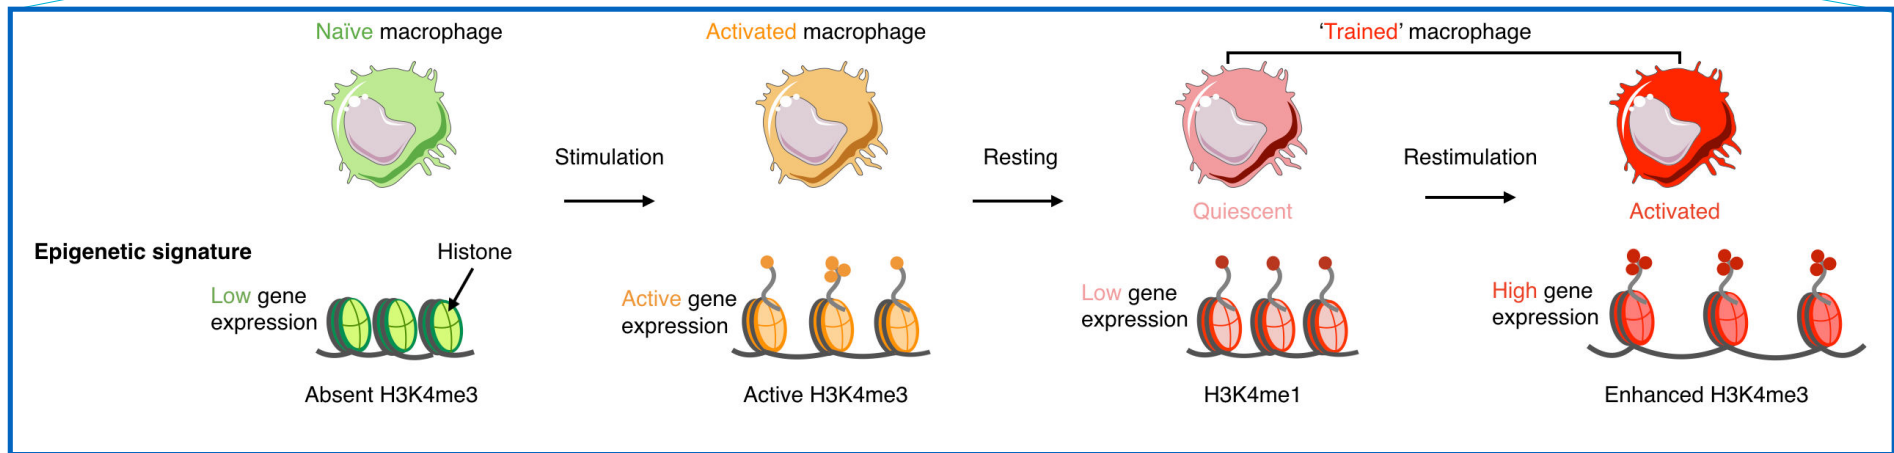 Naïve macrophage
Activated macrophage
‘Trained’ macrophage
Stimulation
Resting
Restimulation
Quiescent
Activated
Epigenetic signature
Histone
Low gene
expression
Active gene
expression
Low gene
expression
High gene
expression
Absent H3K4me3
Active H3K4me3
H3K4me1
Enhanced H3K4me3